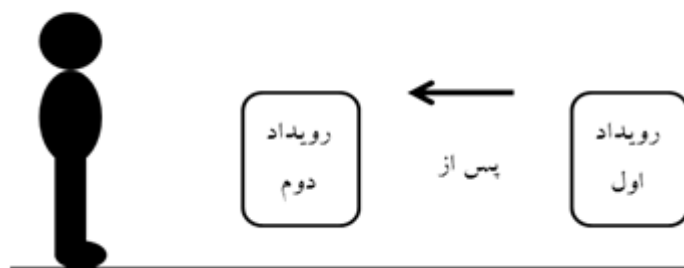 رویداد
اول
پس از
رویداد
دوم